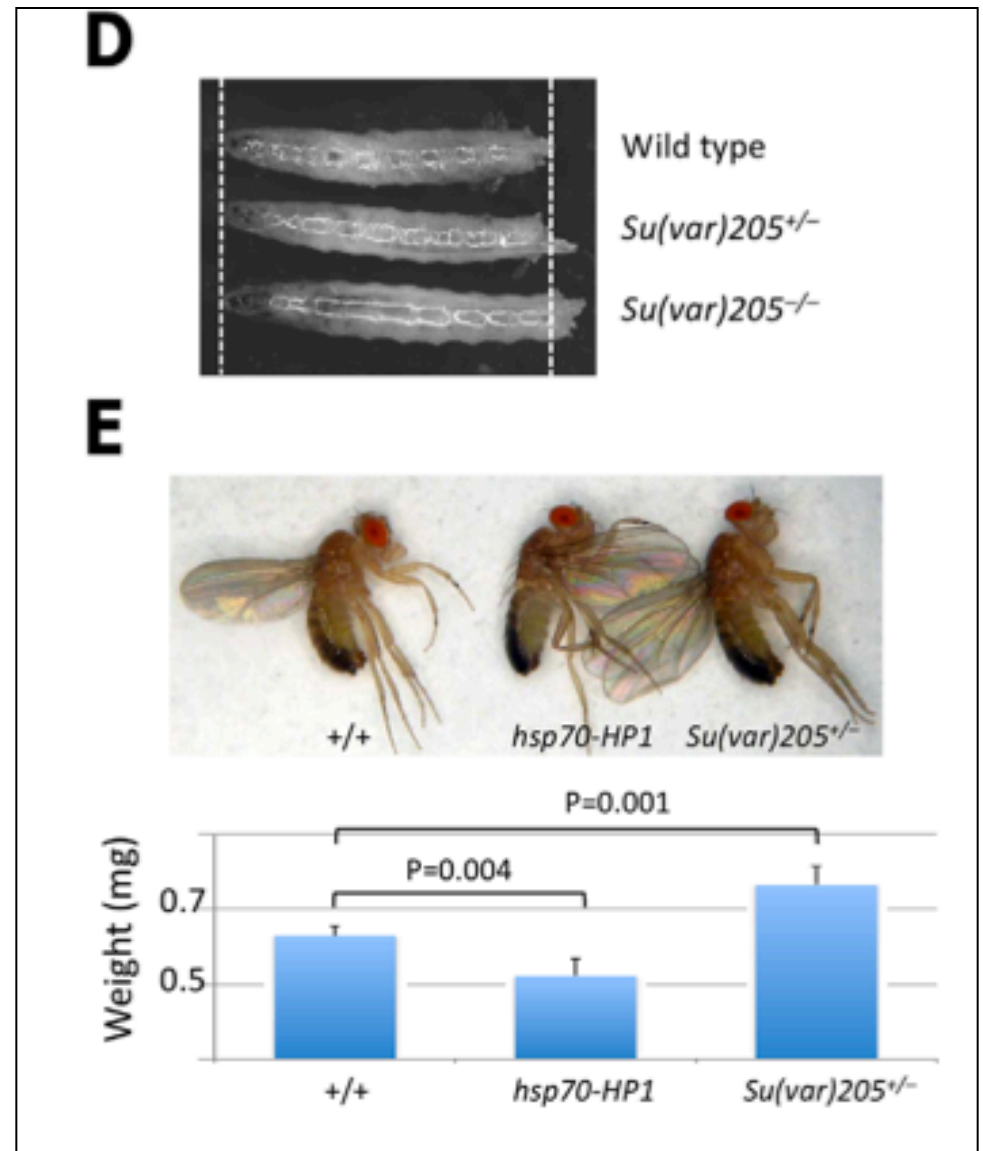 D
Wild type
Su(var)205+/–
Su(var)205–/–
E
+/+ hsp70-HP1 Su(var)205+/–
P=0.001
P=0.004
Weight (mg)
0.7
0.5
+/+ hsp70-HP1 Su(var)205+/–